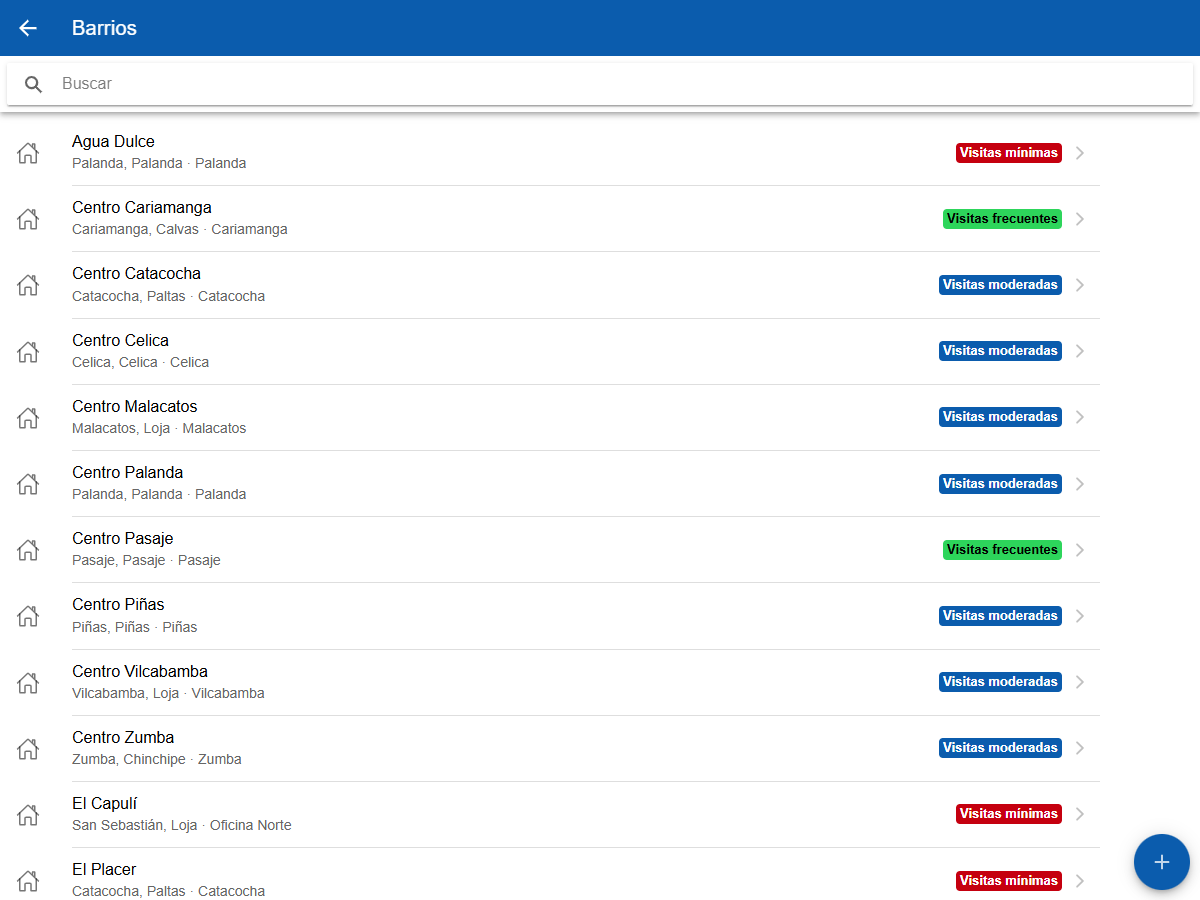 Barrios
Buscar
Agua Dulce
Palanda, Palanda · Palanda
Visitas mínimas
Centro Cariamanga
Cariamanga, Calvas · Cariamanga
Visitas frecuentes
Centro Catacocha
Catacocha, Paltas · Catacocha
Visitas moderadas
Centro Celica
Celica, Celica · Celica
Visitas moderadas
Centro Malacatos
Malacatos, Loja · Malacatos
Visitas moderadas
Centro Palanda
Palanda, Palanda · Palanda
Visitas moderadas
Centro Pasaje
Pasaje, Pasaje · Pasaje
Visitas frecuentes
Centro Piñas
Piñas, Piñas · Piñas
Visitas moderadas
Centro Vilcabamba
Vilcabamba, Loja · Vilcabamba
Visitas moderadas
Centro Zumba
Zumba, Chinchipe · Zumba
Visitas moderadas
El Capulí
San Sebastián, Loja · Oficina Norte
Visitas mínimas
El Placer
Catacocha, Paltas · Catacocha
Visitas mínimas